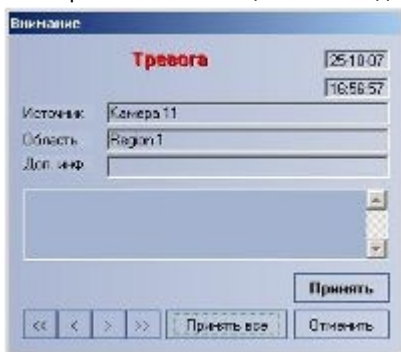 Внимание
Тревога 25-10-07
16:56:57
Источник Камера 11
Область Region 1
Доп. инф.
Принять
<< < > >> Принять все Отменить